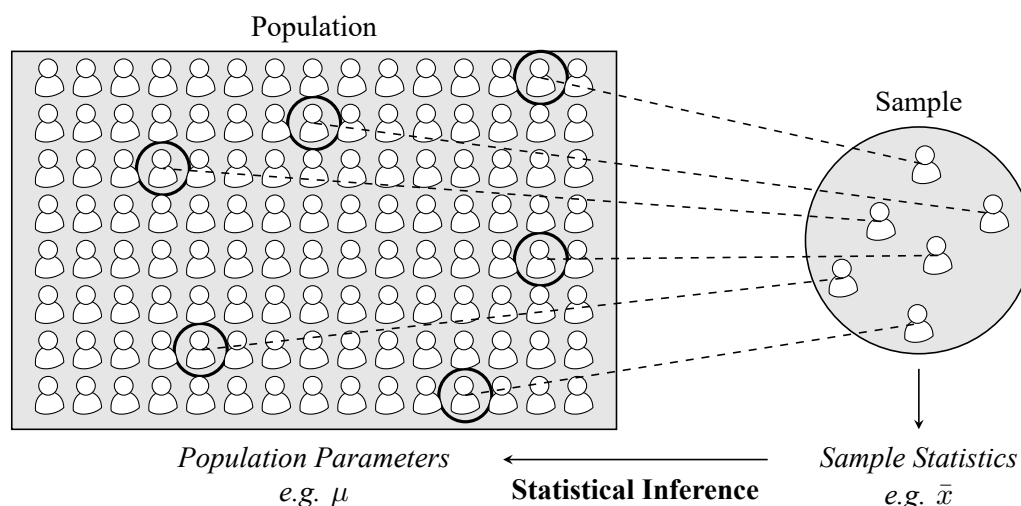 Population
Sample
Population Parameters
e.g. μ
Statistical Inference
Sample Statistics
e.g. x̄